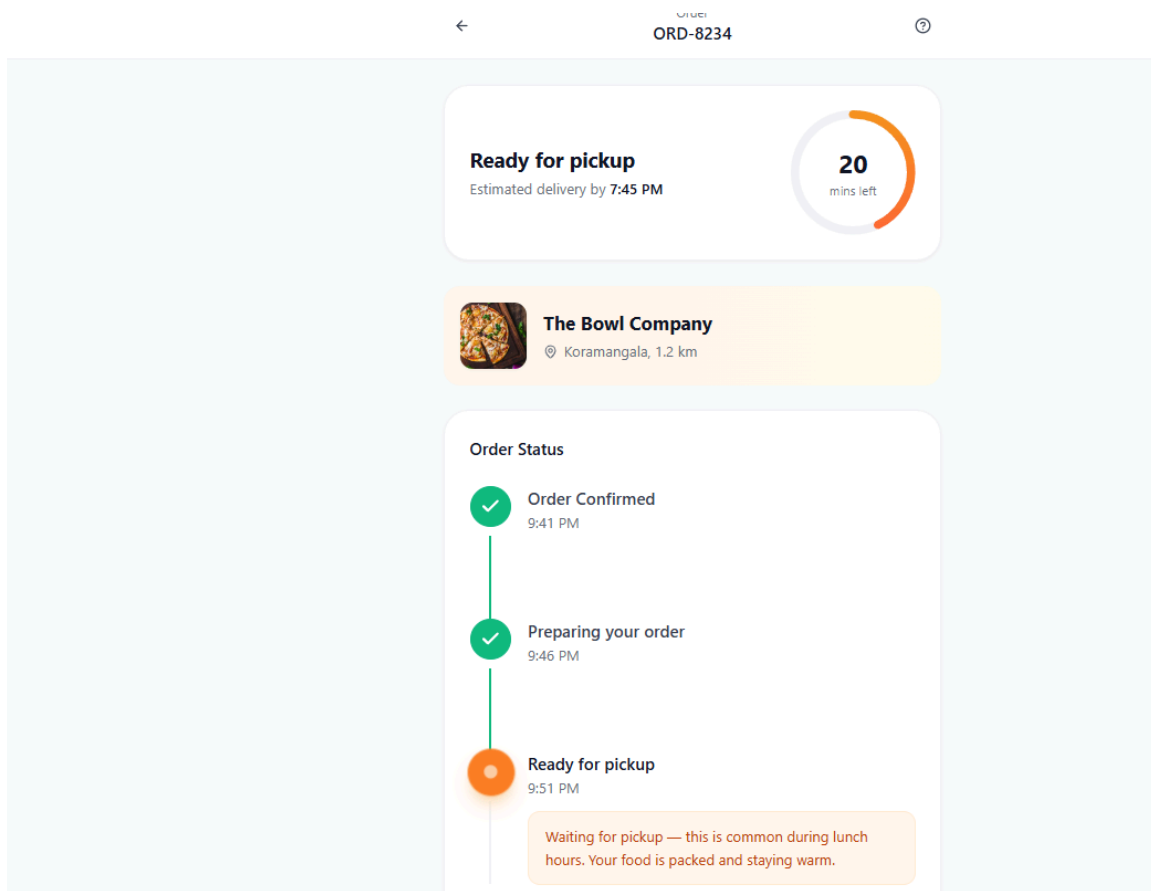 Order
ORD-8234
Ready for pickup
Estimated delivery by 7:45 PM
20
mins left
The Bowl Company
Koramangala, 1.2 km
Order Status
Order Confirmed
9:41 PM
Preparing your order
9:46 PM
Ready for pickup
9:51 PM
Waiting for pickup — this is common during lunch
hours. Your food is packed and staying warm.